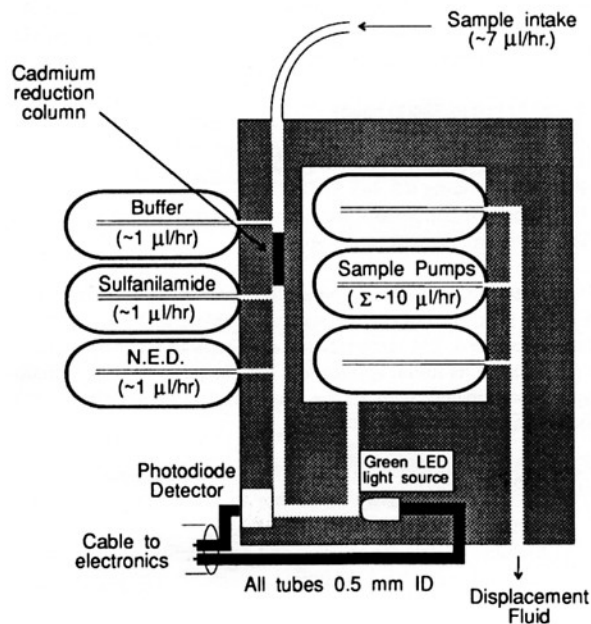 Sample intake
(~7 µl/hr.)
Cadmium
reduction
column
Buffer
(~1 µl/hr)
Sulfanilamide
(~1 µl/hr)
N.E.D.
(~1 µl/hr)
Sample Pumps
( Σ~10 µl/hr)
Photodiode
Detector
Green LED
light source
Cable to
electronics
All tubes 0.5 mm ID
Displacement
Fluid